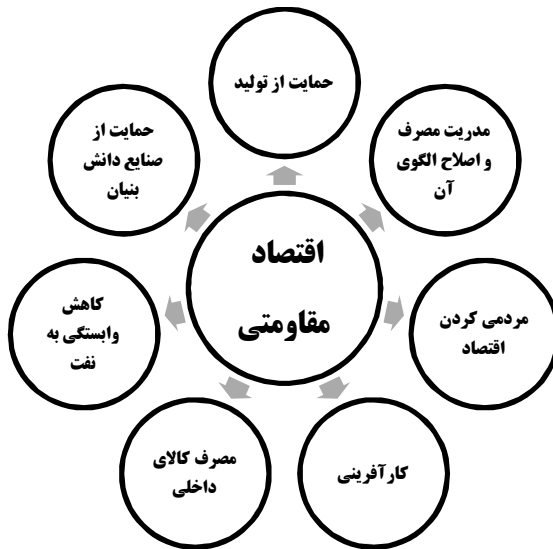 حمایت از تولید
مدریت مصرف
و اصلاح الگوی
آن
مردمی کردن
اقتصاد
کارآفرینی
مصرف کالای
داخلی
کاهش
وابستگی به
نفت
حمایت از
صنایع دانش
بنیان
اقتصاد
مقاومتی